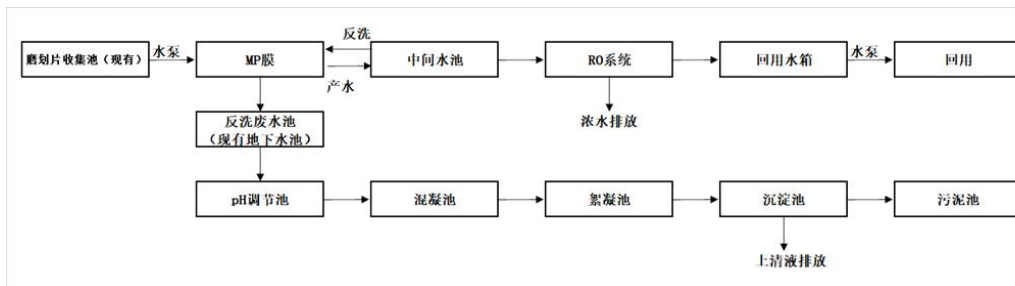 反洗
水泵
水泵
磨划片收集池（现有）
MP膜
中间水池
RO系统
回用水箱
回用
产水
反洗废水池
（现有地下水池）
浓水排放
pH调节池
混凝池
絮凝池
沉淀池
污泥池
上清液排放